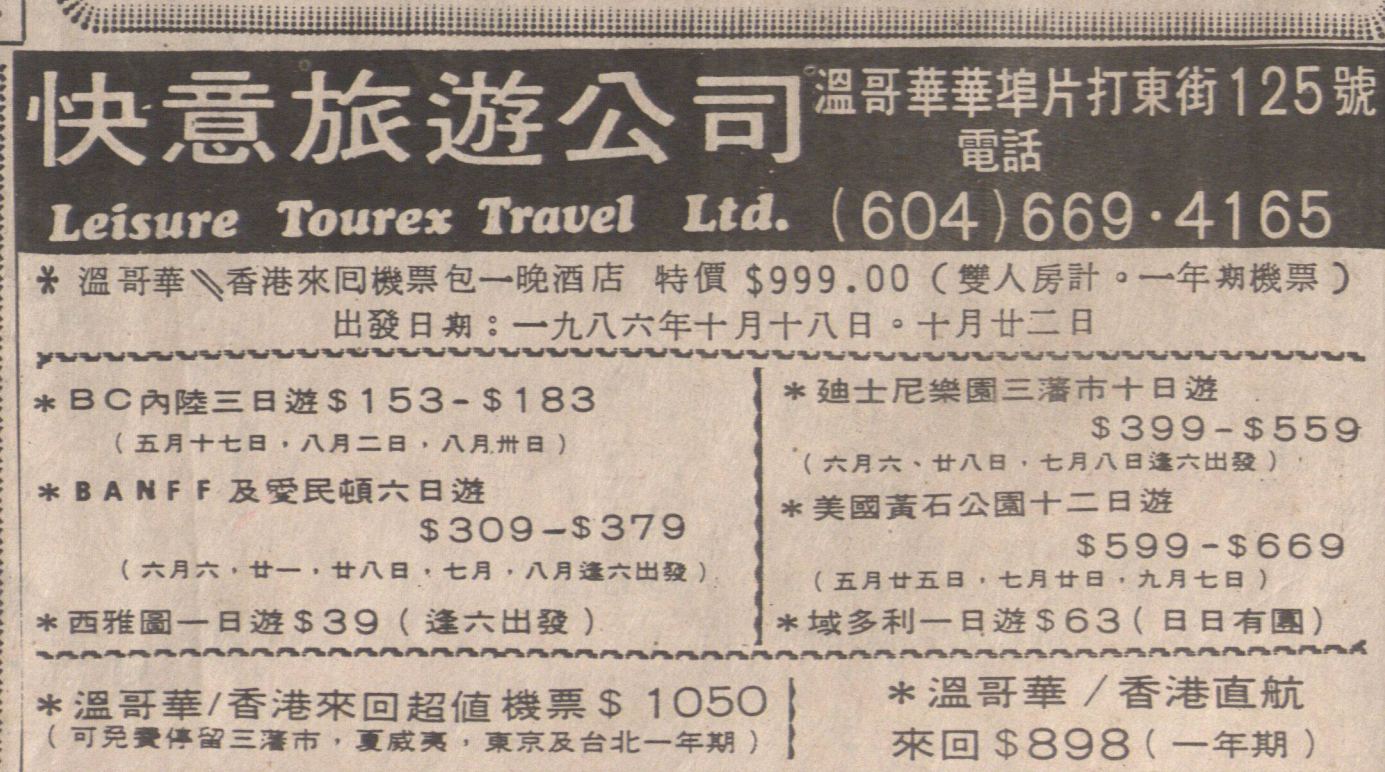 快意旅遊公司
Leisure Tourex Travel Ltd.
溫哥華華埠片打東街125號
電話
(604)669·4165
* 溫哥華\\香港來回機票包一晚酒店 特價 $999.00(雙人房計。一年期機票)
出發日期:一九八六年十月十八日。十月廿二日
*BC內陸三日遊$153-$183
(五月十七日,八月二日,八月卅日)
*BANFF及愛民頓六日遊
$309-$379
(六月六,廿一,廿八日,七月,八月逢六出發)
*西雅圖一日遊$39(逢六出發)
*廸士尼樂園三藩市十日遊
$399-$559
(六月六、廿八日,七月八日逢六出發)
*美國黃石公園十二日遊
$599-$669
(五月廿五日,七月廿日,九月七日)
*域多利一日遊$63(日日有團)
*溫哥華/香港來回超值機票$1050
(可免費停留三藩市,夏威夷,東京及台北一年期)
*溫哥華/香港直航
來回$898(一年期)